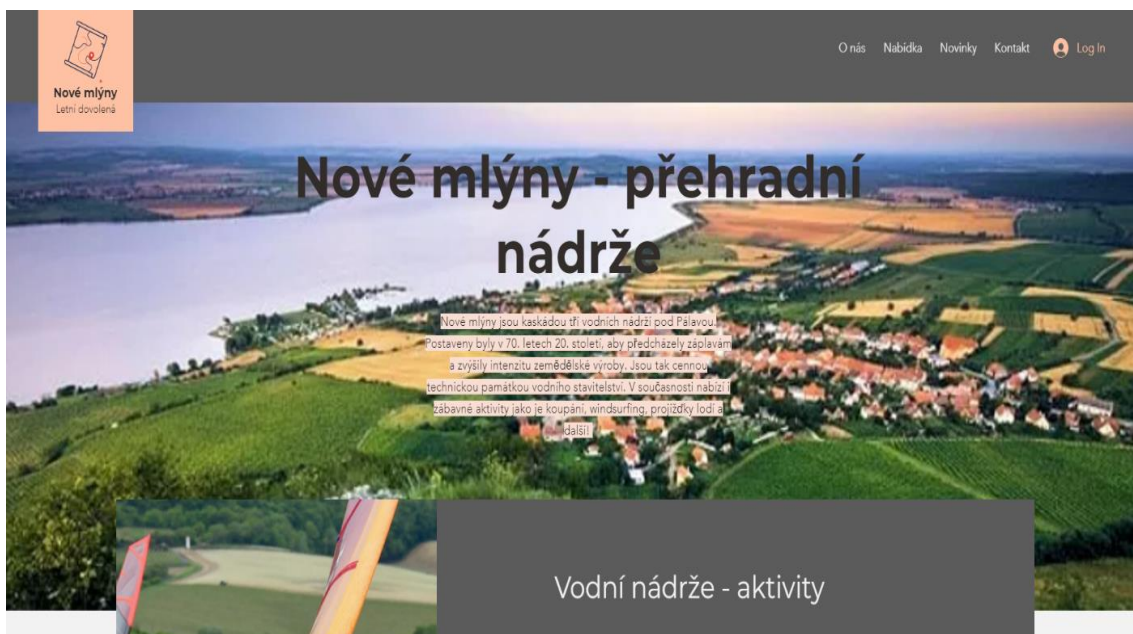 O nás Nabídka Novinky Kontakt Log In
Nové mlýny
Letní dovolená
Nové mlýny - přehradní
nádrže
Nové mlýny jsou kaskádou tří vodních nádrží pod Pálavou.
Postaveny byly v 70. letech 20. století, aby předcházely záplavám
a zvýšily intenzitu zemědělské výroby. Jsou tak cennou
technickou památkou vodního stavitelství. V současnosti nabízí i
zábavné aktivity jako je koupání, windsurfing, projížďky lodí a
další!
Vodní nádrže - aktivity